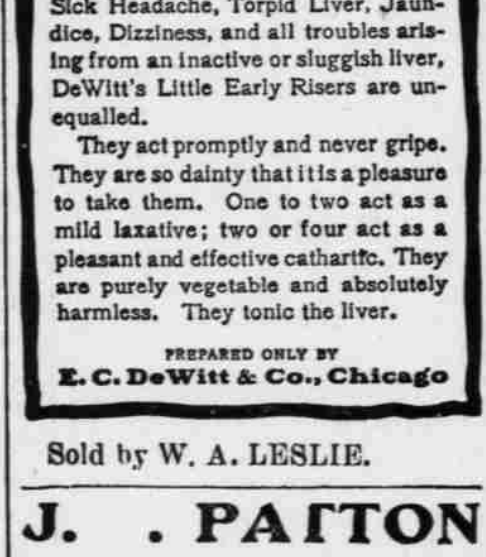 Sick Headache, Torpid Liver, Jaun-
dice, Dizziness, and all troubles aris-
ing from an inactive or sluggish liver,
DeWitt's Little Early Risers are un-
equalled.
They act promptly and never gripe.
They are so dainty that it is a pleasure
to take them. One to two act as a
mild laxative; two or four act as a
pleasant and effective cathartic. They
are purely vegetable and absolutely
harmless. They tonic the liver.
PREPARED ONLY BY
E. C. DeWitt & Co., Chicago
Sold by W. A. LESLIE.
J. . PATTON